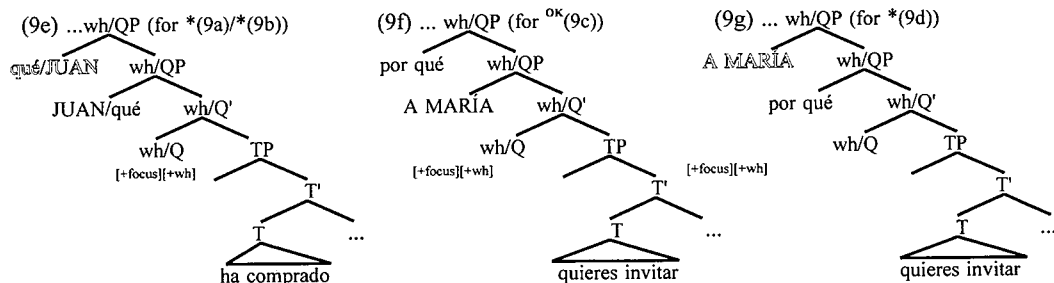 (9e) ...wh/QP (for *(9a)/*(9b))
qué/JUAN wh/QP
JUAN/qué wh/Q'
wh/Q TP
[+focus][+wh]
T'
T ...
ha comprado
(9f) ...wh/QP (for OK(9c))
por qué wh/QP
A MARÍA wh/Q'
wh/Q TP
[+focus][+wh]
T'
T ...
quieres invitar
(9g) ... wh/QP (for *(9d))
A MARÍA wh/QP
por qué wh/Q'
wh/Q TP
[+focus][+wh]
T'
T ...
quieres invitar